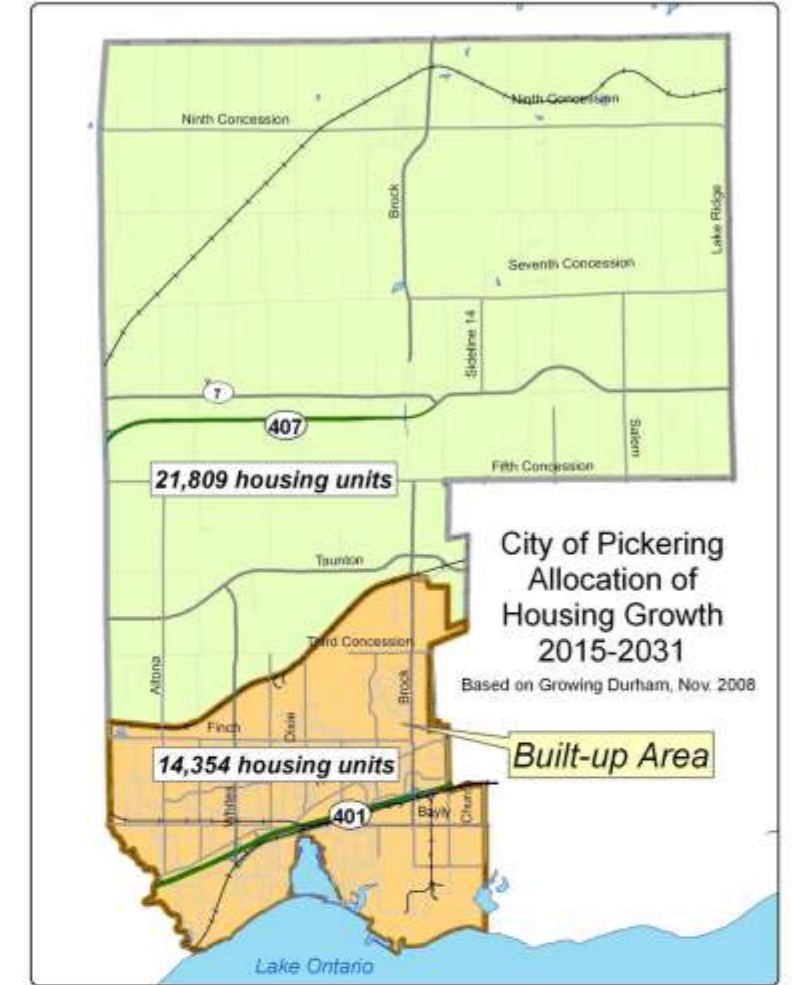 Ninth Concession
Ninth Concession
Brock
Lake Ridge
Seventh Concession
Sideline 14
7
407
Salem
Fifth Concession
21,809 housing units
City of Pickering
Allocation of
Housing Growth
2015-2031
Based on Growing Durham, Nov. 2008
Taunton
Third Concession
Altona
Brock
Dixie
Finch
Built-up Area
14,354 housing units
Whites
401
Bayly
Church
Lake Ontario